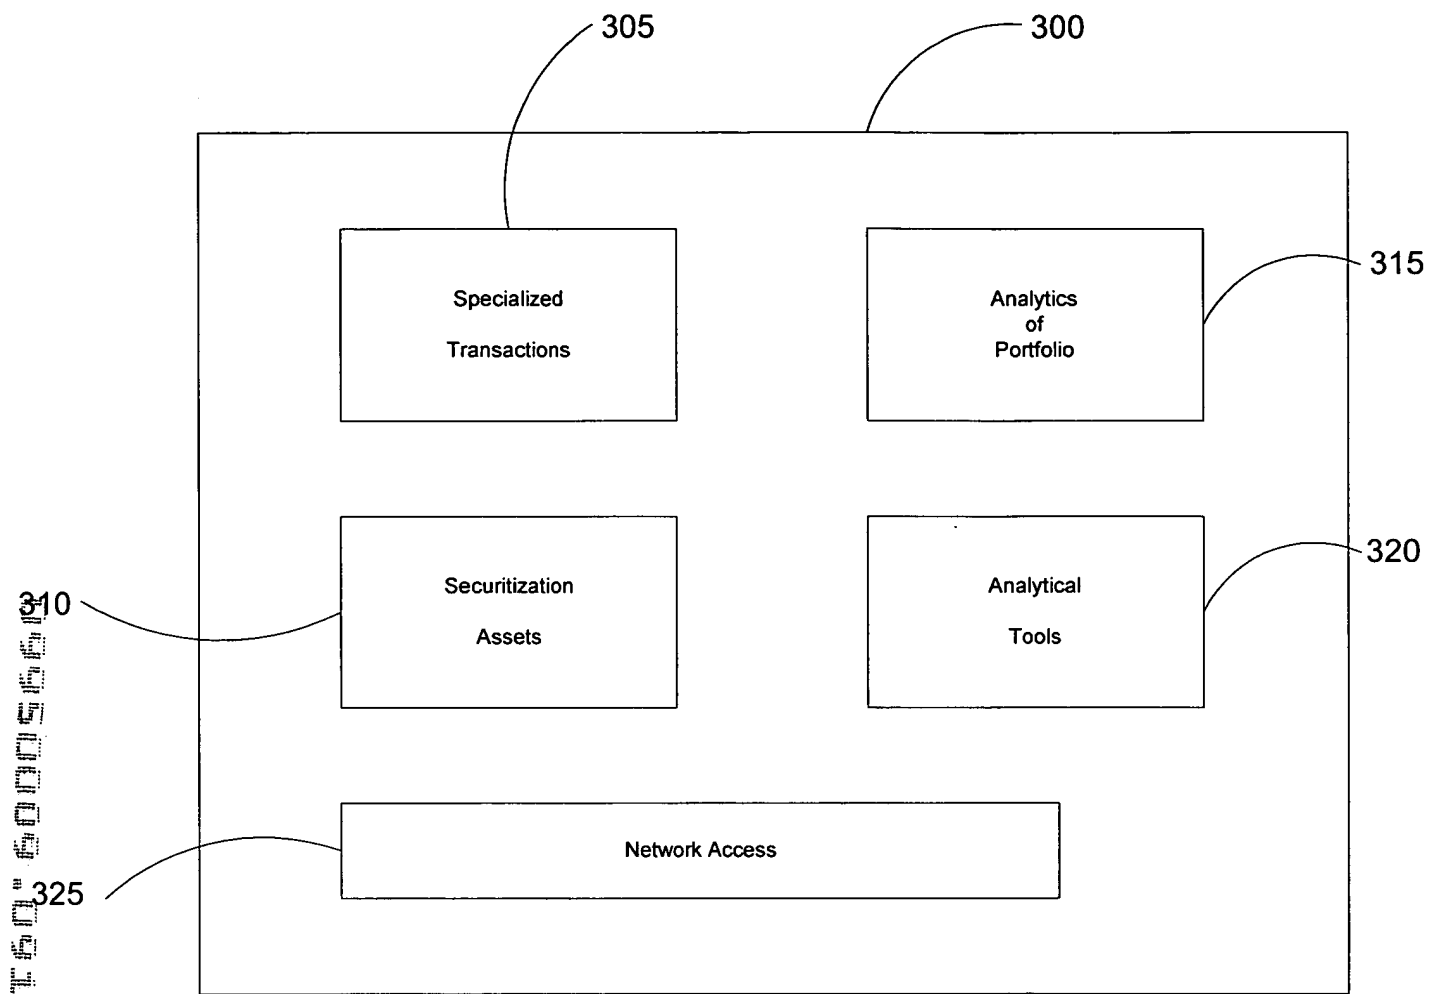 305
300
Specialized
Transactions
Analytics
of
Portfolio
315
Securitization
Assets
Analytical
Tools
310
320
Network Access
325